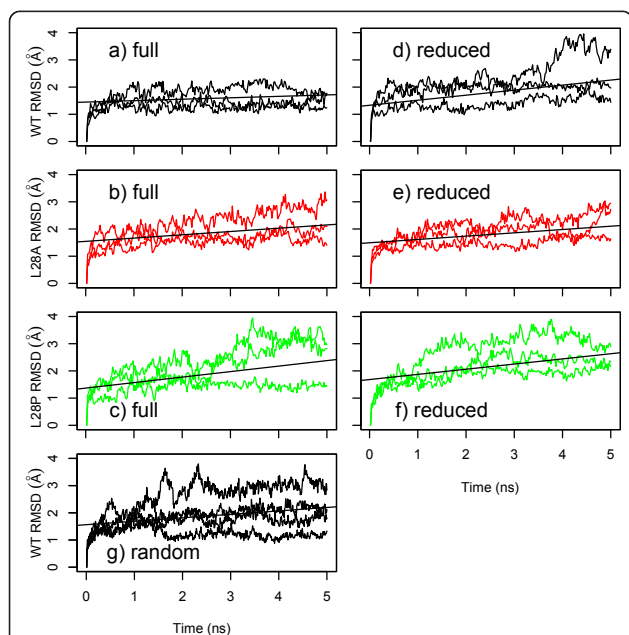 a) full
WT RMSD (Å)
0 1 2 3 4
d) reduced
b) full
L28A RMSD (Å)
0 1 2 3 4
e) reduced
c) full
L28P RMSD (Å)
0 1 2 3 4
f) reduced
0 1 2 3 4 5
Time (ns)
g) random
WT RMSD (Å)
0 1 2 3 4
0 1 2 3 4 5
Time (ns)